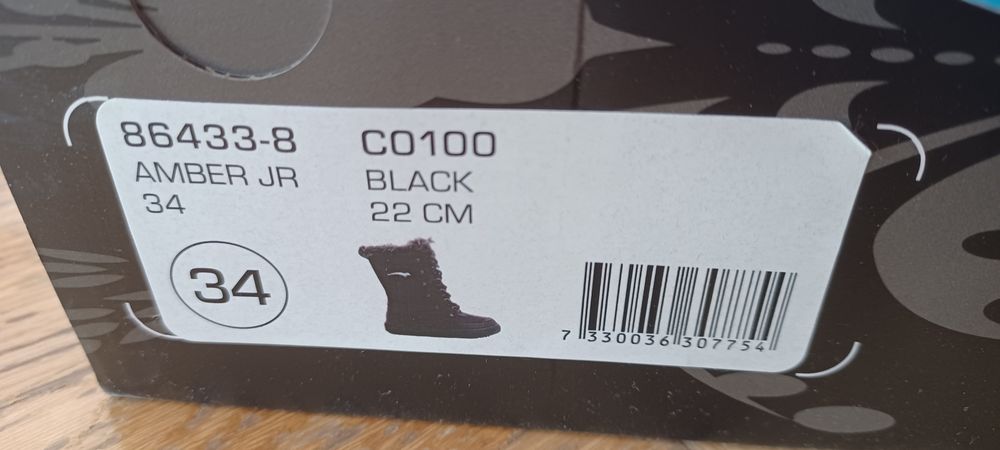 86433-8 C0100
AMBER JR BLACK
34 22 CM
34
7 330036 307754